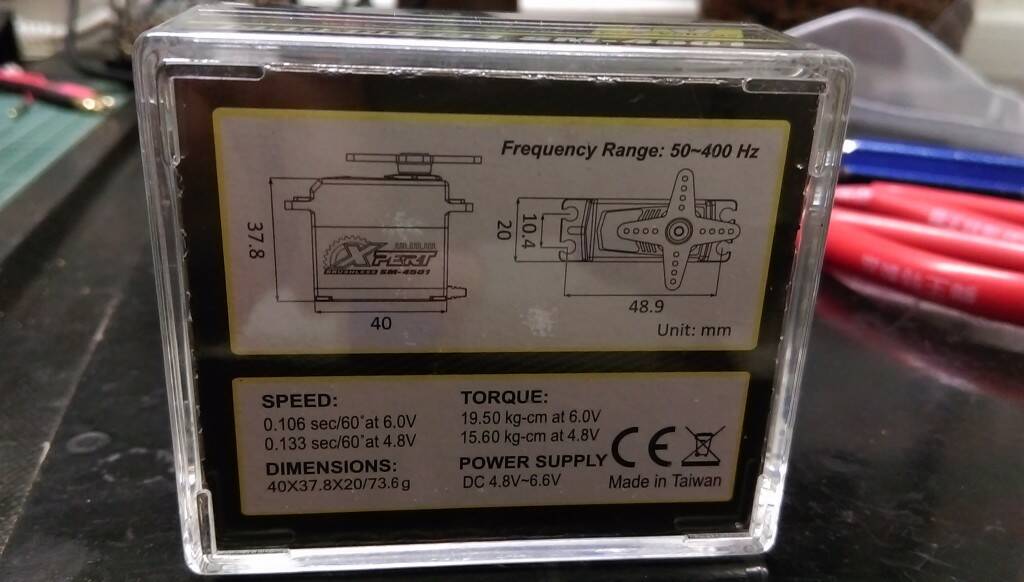 Frequency Range: 50~400 Hz
37.8
XPERT
BRUSHLESS SM-4501
40
10.4
20
48.9
Unit: mm
SPEED:
0.106 sec/60°at 6.0V
0.133 sec/60°at 4.8V
DIMENSIONS:
40X37.8X20/73.6g
TORQUE:
19.50 kg-cm at 6.0V
15.60 kg-cm at 4.8V
POWER SUPPLY
DC 4.8V~6.6V
CE
Made in Taiwan